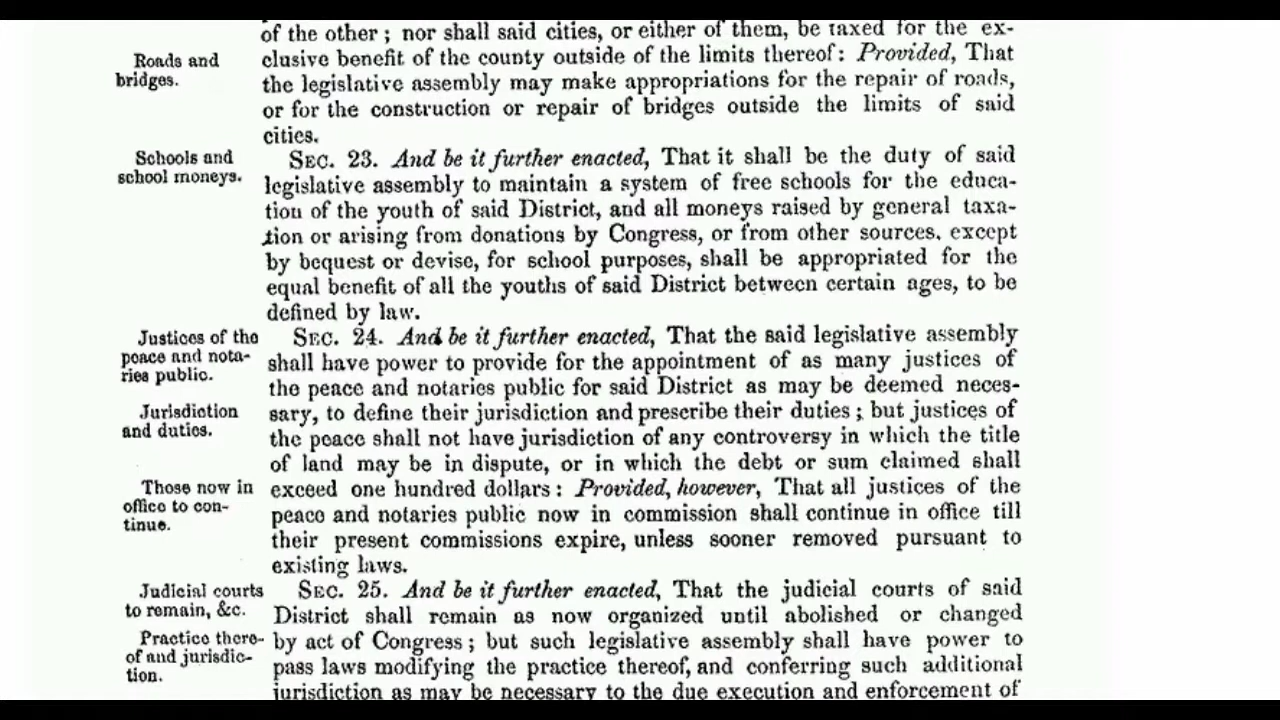 of the other ; nor shall said cities, or either of them, be taxed for the ex-
Roads and
bridges.
clusive benefit of the county outside of the limits thereof: Provided, That
the legislative assembly may make appropriations for the repair of roads,
or for the construction or repair of bridges outside the limits of said
cities.
Schools and
school moneys.
SEC. 23. And be it further enacted, That it shall be the duty of said
legislative assembly to maintain a system of free schools for the educa-
tion of the youth of said District, and all moneys raised by general taxa-
tion or arising from donations by Congress, or from other sources, except
by bequest or devise, for school purposes, shall be appropriated for the
equal benefit of all the youths of said District between certain ages, to be
defined by law.
Justices of the
peace and nota-
ries public.
SEC. 24. And be it further enacted, That the said legislative assembly
shall have power to provide for the appointment of as many justices of
the peace and notaries public for said District as may be deemed neces-
Jurisdiction
and duties.
sary, to define their jurisdiction and prescribe their duties ; but justices of
the peace shall not have jurisdiction of any controversy in which the title
of land may be in dispute, or in which the debt or sum claimed shall
Those now in
office to con-
tinue.
exceed one hundred dollars : Provided, however, That all justices of the
peace and notaries public now in commission shall continue in office till
their present commissions expire, unless sooner removed pursuant to
existing laws.
Judicial courts
to remain, &c.
SEC. 25. And be it further enacted, That the judicial courts of said
District shall remain as now organized until abolished or changed
Practice there-
of and jurisdic-
tion.
by act of Congress ; but such legislative assembly shall have power to
pass laws modifying the practice thereof, and conferring such additional
jurisdiction as may be necessary to the due execution and enforcement of